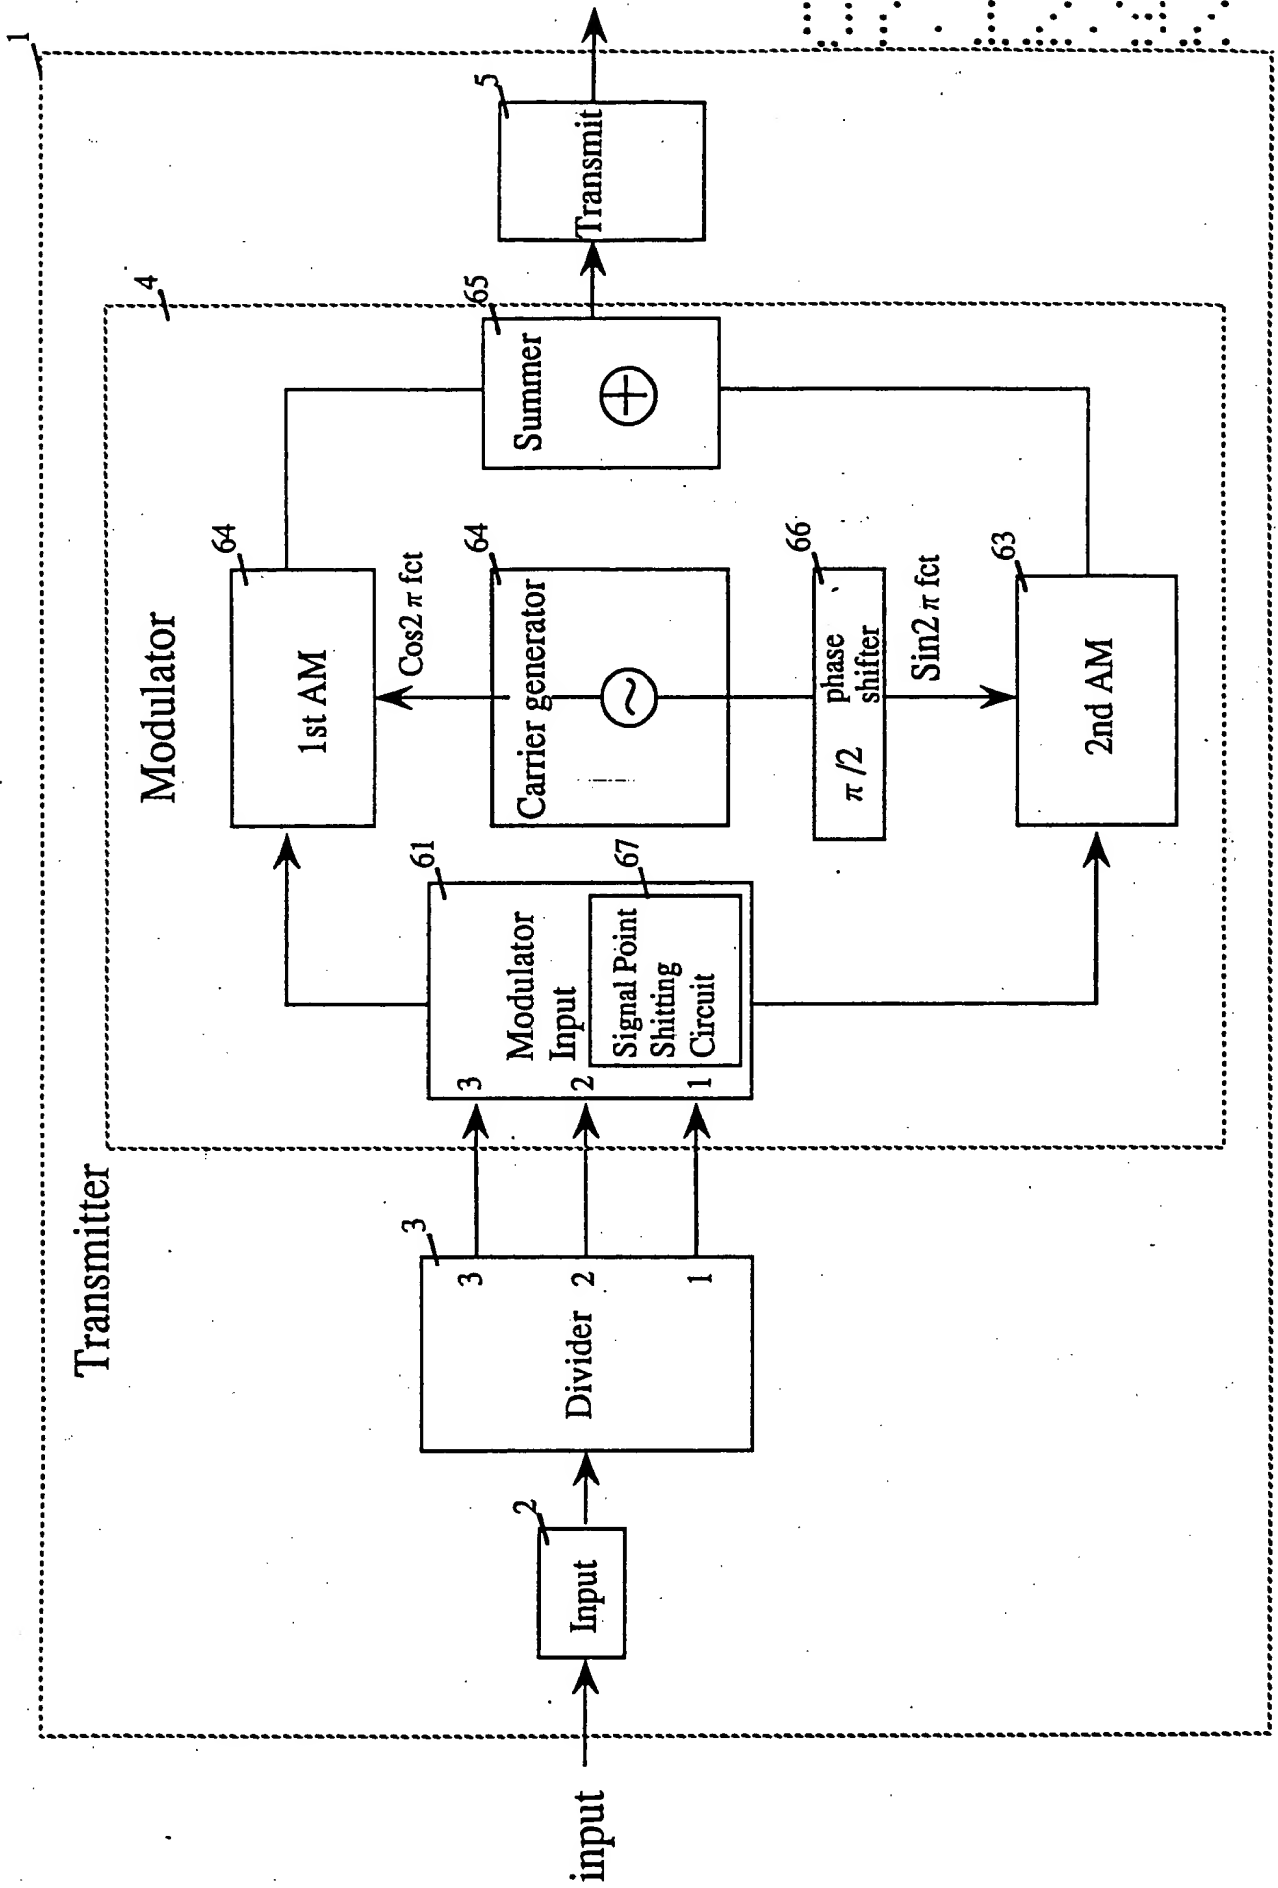 1
Transmitter
Modulator
4
input
Input
2
Divider
3
3
2
1
3
2
1
Modulator
Input
61
Signal Point
Shitting
Circuit
67
1st AM
64
Cos2 π fct
Carrier generator
64
~
π/2
phase
shifter
66
Sin2 π fct
2nd AM
63
Summer
65
+
Transmit
5